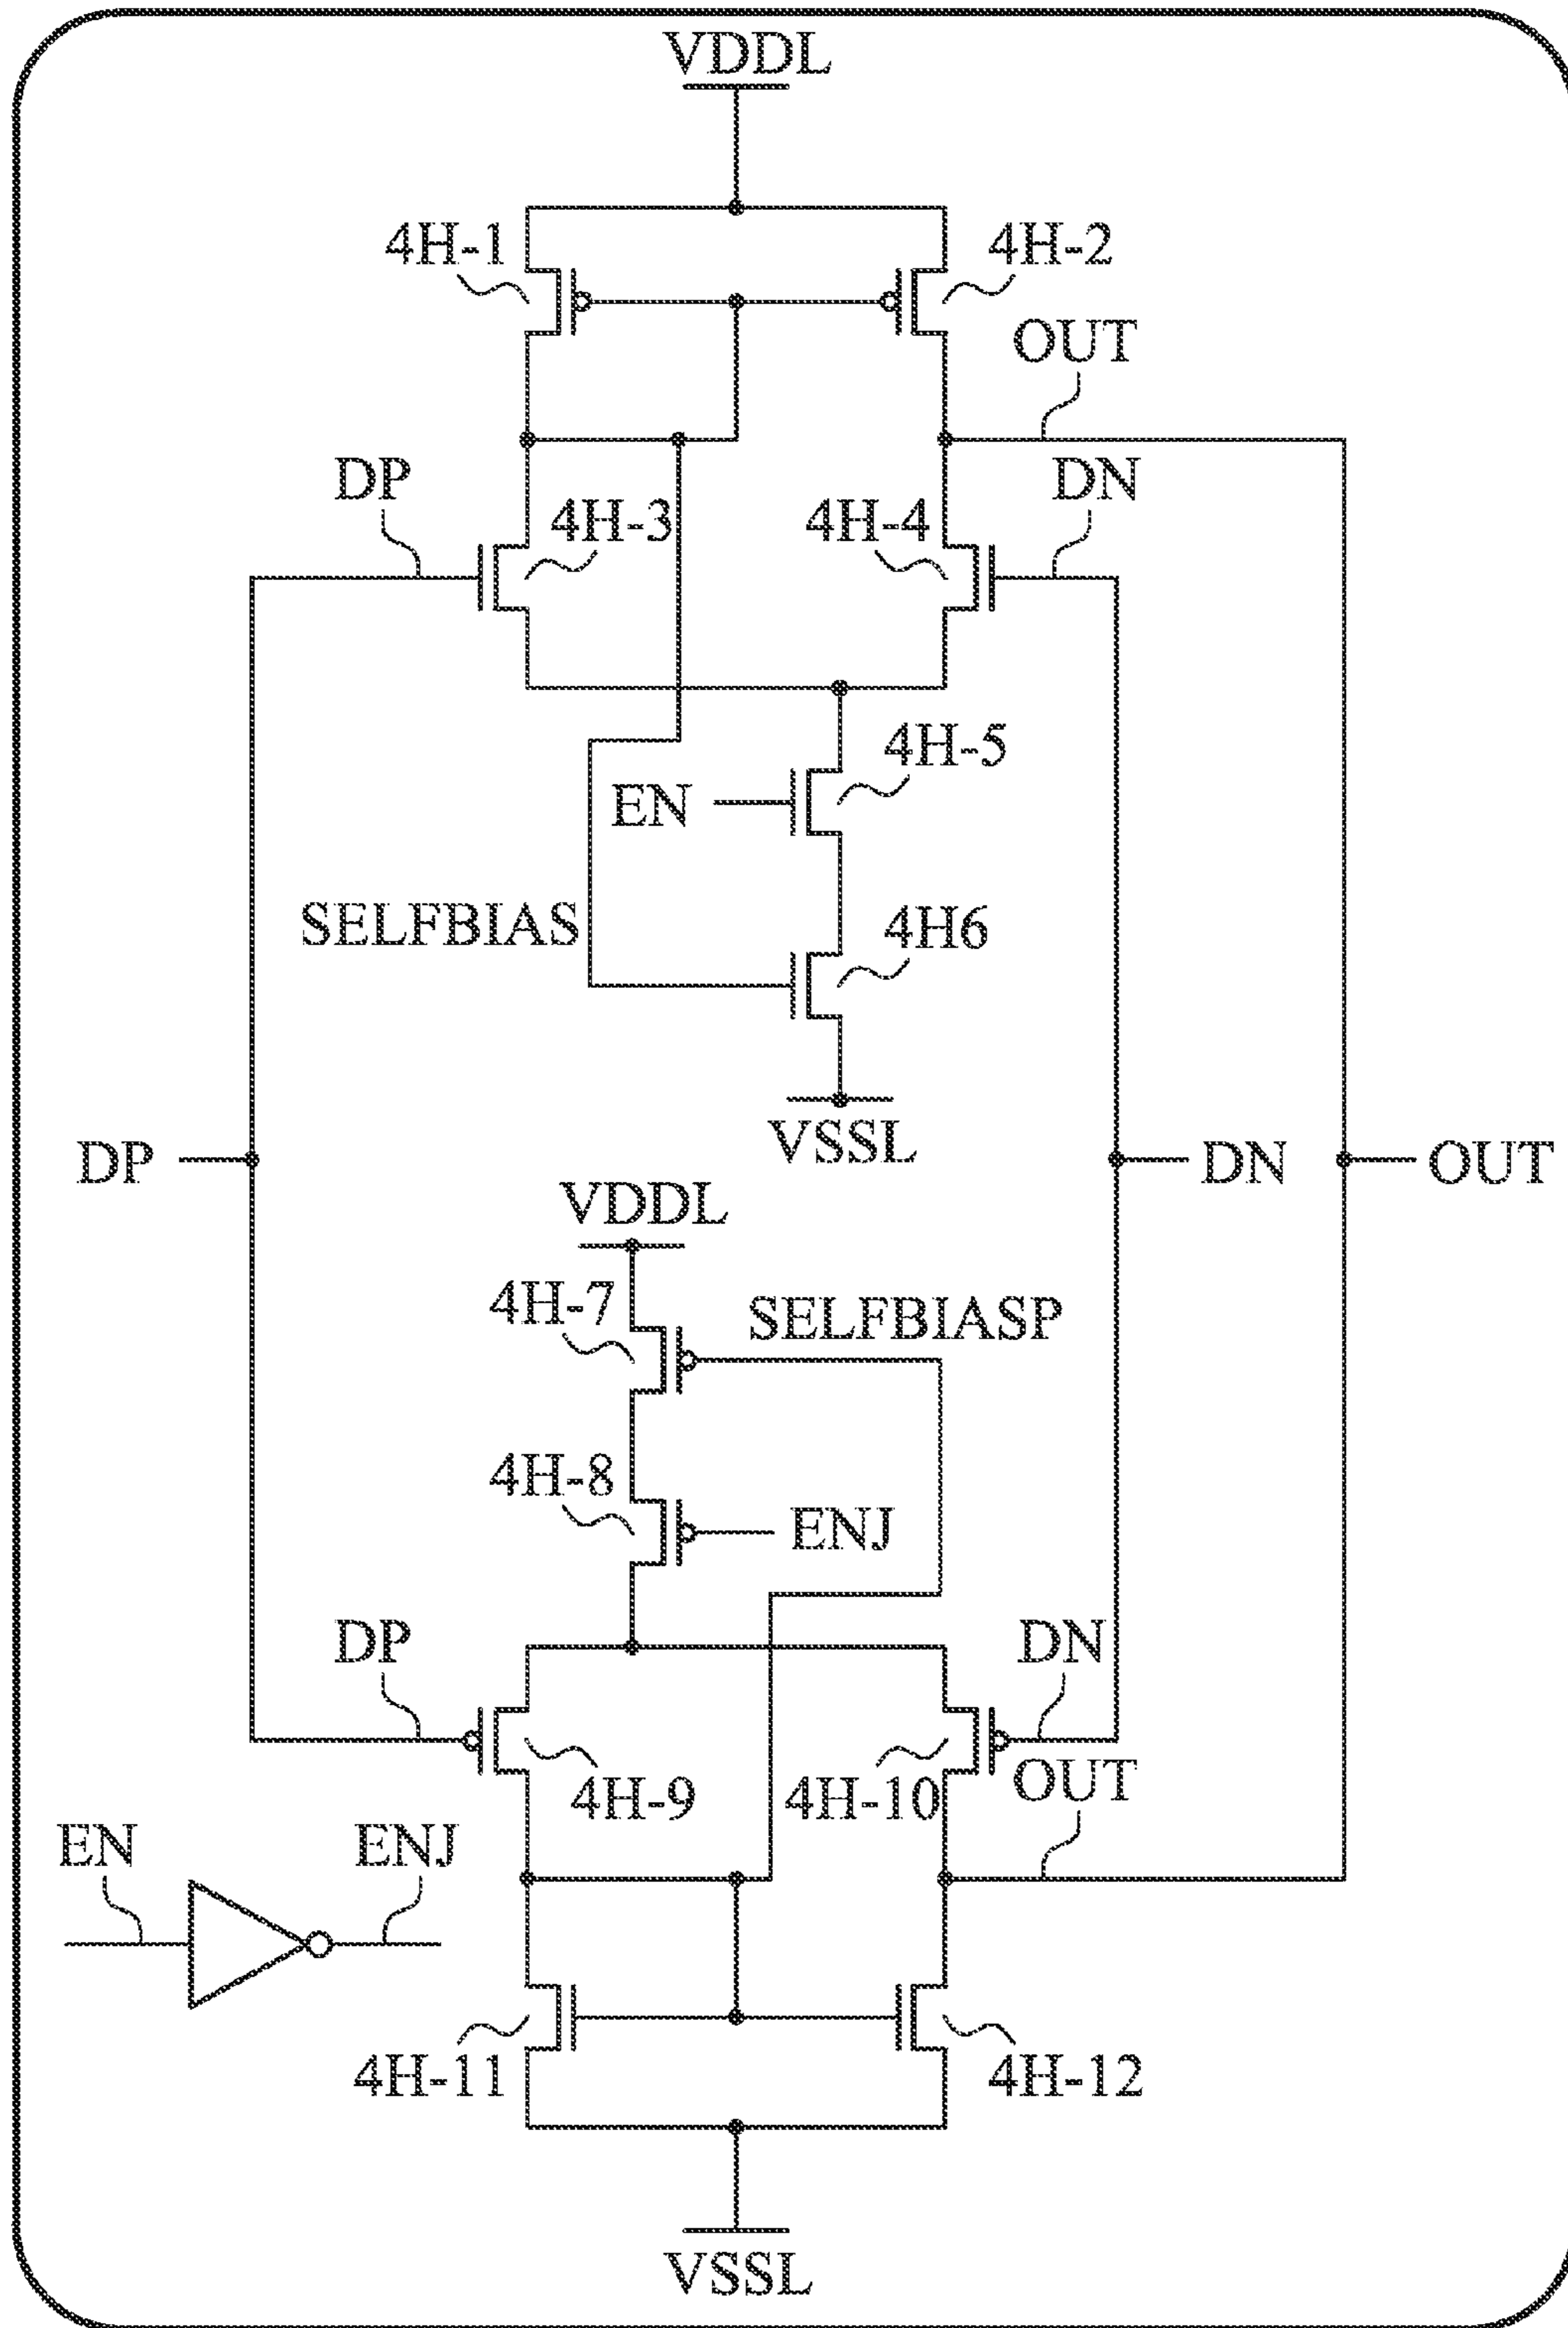 VDDL
4H-1
4H-2
OUT
DP
4H-3
4H-4
DN
4H-5
EN
SELFBIAS
4H6
VSSL
DP
DN
OUT
VDDL
4H-7
SELFBIASP
4H-8
ENJ
DP
DN
4H-9
4H-10
OUT
EN
ENJ
4H-11
4H-12
VSSL